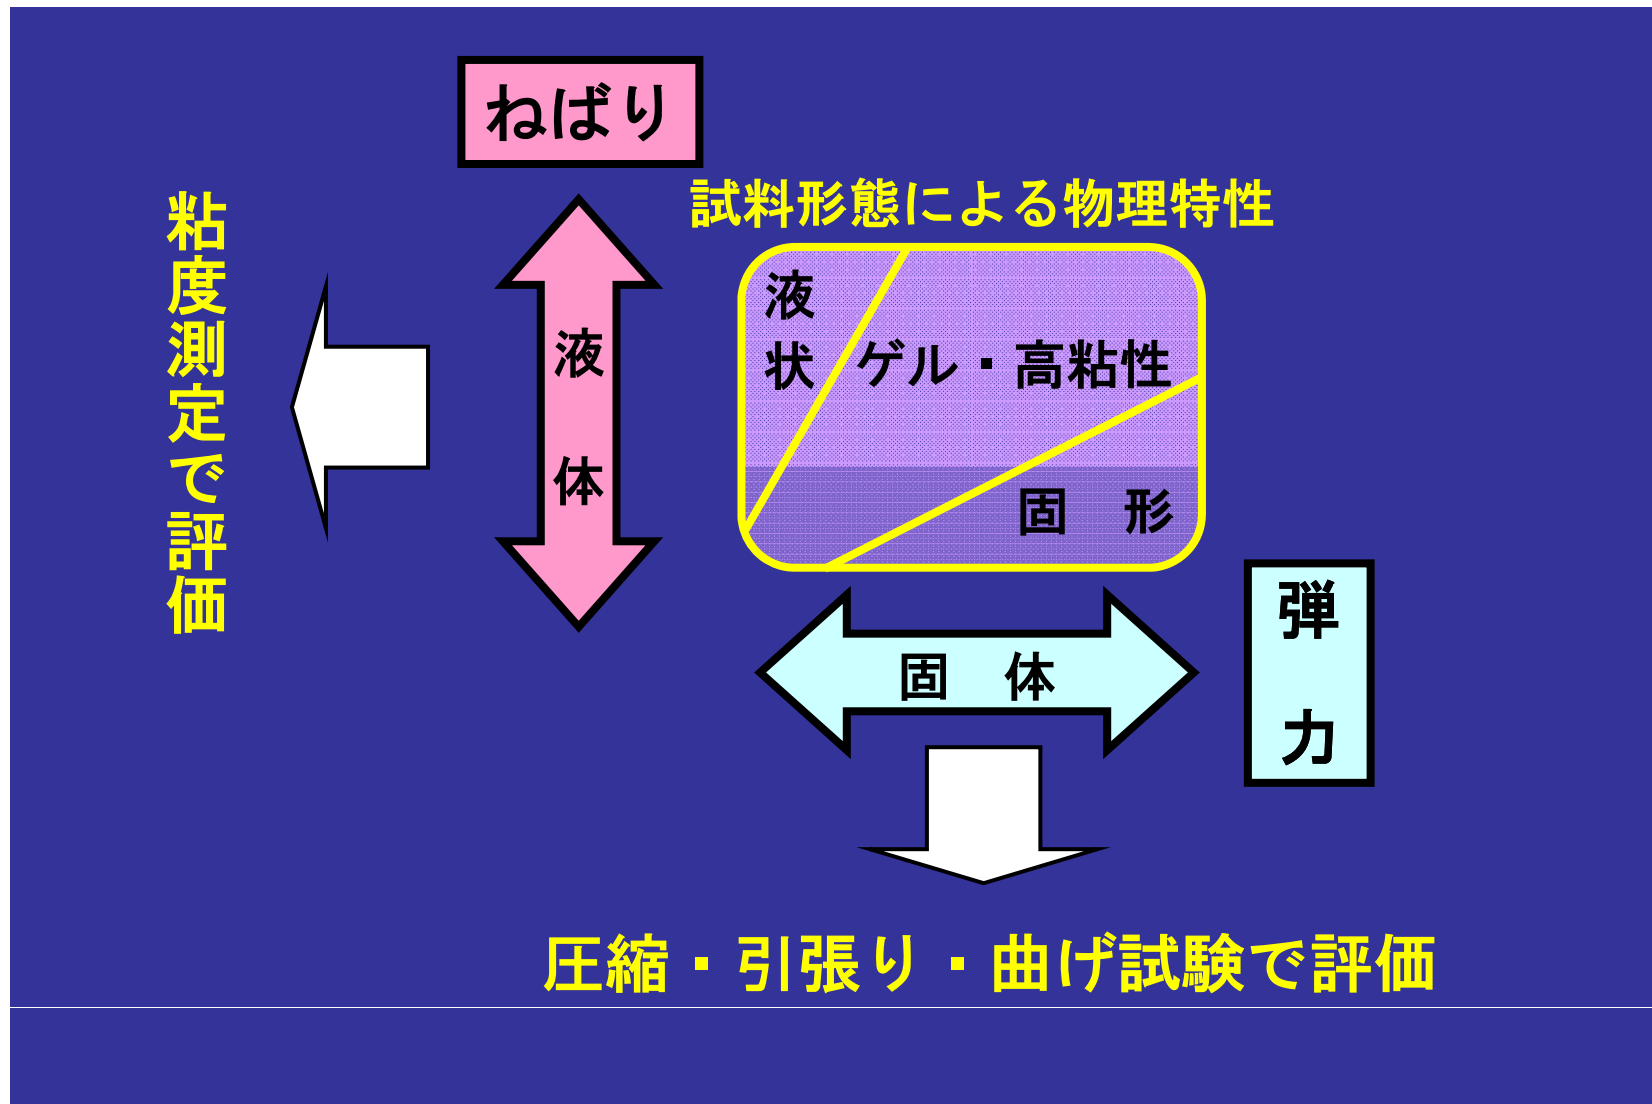 ねばり
試料形態による物理特性
粘度測定で評価
液体
液状
ゲル・高粘性
固　形
弾力
固　体
圧縮・引張り・曲げ試験で評価